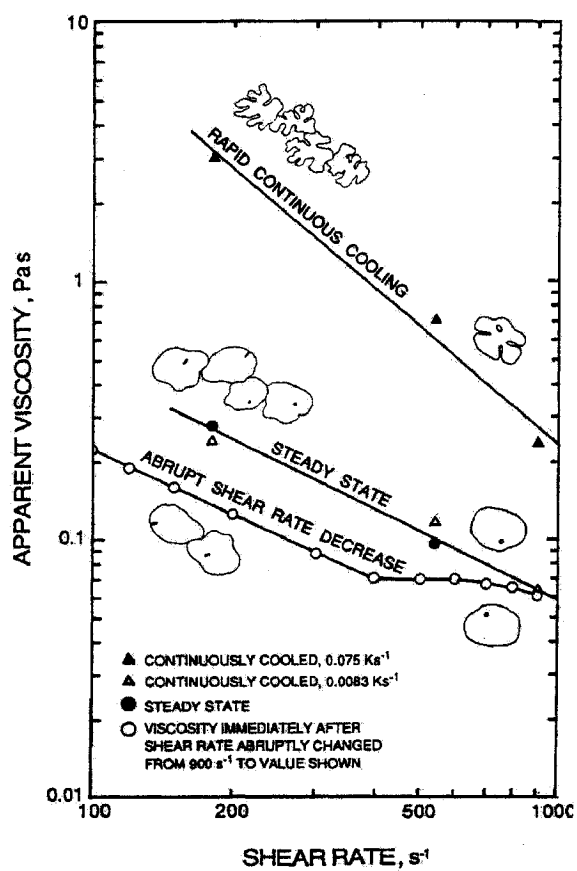 10
RAPID CONTINUOUS COOLING
1
APPARENT VISCOSITY, Pas
STEADY STATE
ABRUPT SHEAR RATE DECREASE
0.1
▲ CONTINUOUSLY COOLED, 0.075 Ks⁻¹
△ CONTINUOUSLY COOLED, 0.0083 Ks⁻¹
● STEADY STATE
○ VISCOSITY IMMEDIATELY AFTER
SHEAR RATE ABRUPTLY CHANGED
FROM 900 s⁻¹ TO VALUE SHOWN
0.01
100 200 500 1000
SHEAR RATE, s⁻¹